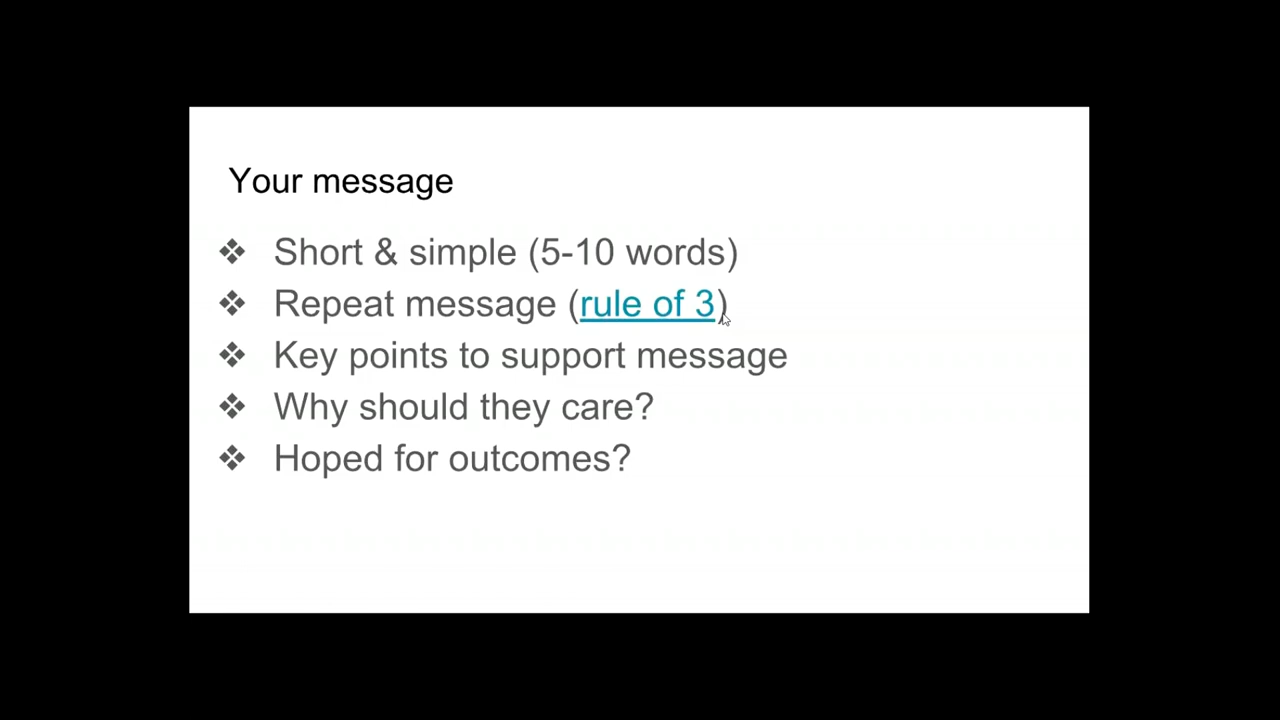 Your message
❖ Short & simple (5-10 words)
❖ Repeat message (rule of 3)
❖ Key points to support message
❖ Why should they care?
❖ Hoped for outcomes?